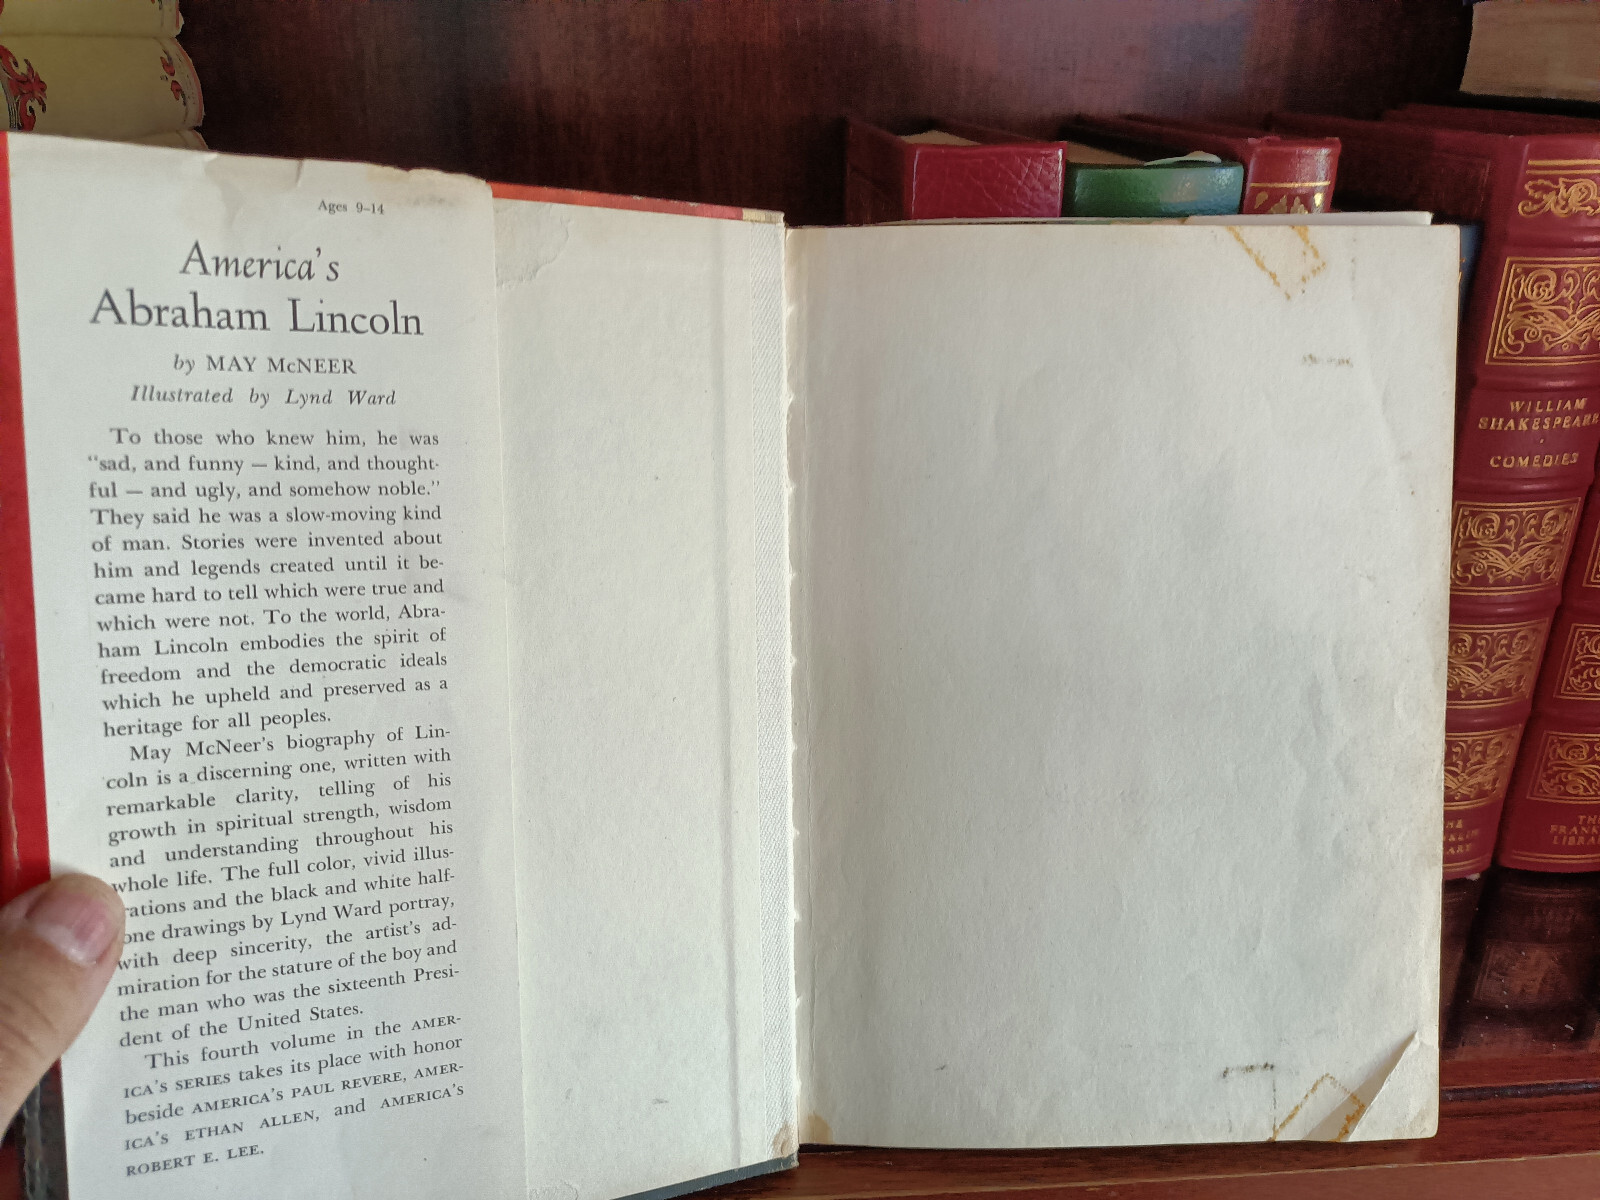 Ages 9–14
America's
Abraham Lincoln
by MAY McNEER
Illustrated by Lynd Ward
To those who knew him, he was
"sad, and funny — kind, and thought-
ful — and ugly, and somehow noble."
They said he was a slow-moving kind
of man. Stories were invented about
him and legends created until it be-
came hard to tell which were true and
which were not. To the world, Abra-
ham Lincoln embodies the spirit of
freedom and the democratic ideals
which he upheld and preserved as a
heritage for all peoples.
May McNeer's biography of Lin-
coln is a discerning one, written with
remarkable clarity, telling of his
growth in spiritual strength, wisdom
and understanding throughout his
whole life. The full color, vivid illus-
rations and the black and white half-
one drawings by Lynd Ward portray,
with deep sincerity, the artist's ad-
miration for the stature of the boy and
the man who was the sixteenth Presi-
dent of the United States.
This fourth volume in the AMER-
ICA'S SERIES takes its place with honor
beside AMERICA'S PAUL REVERE, AMER-
ICA'S ETHAN ALLEN, and AMERICA'S
ROBERT E. LEE.
WILLIAM
SHAKESPEARE
COMEDIES